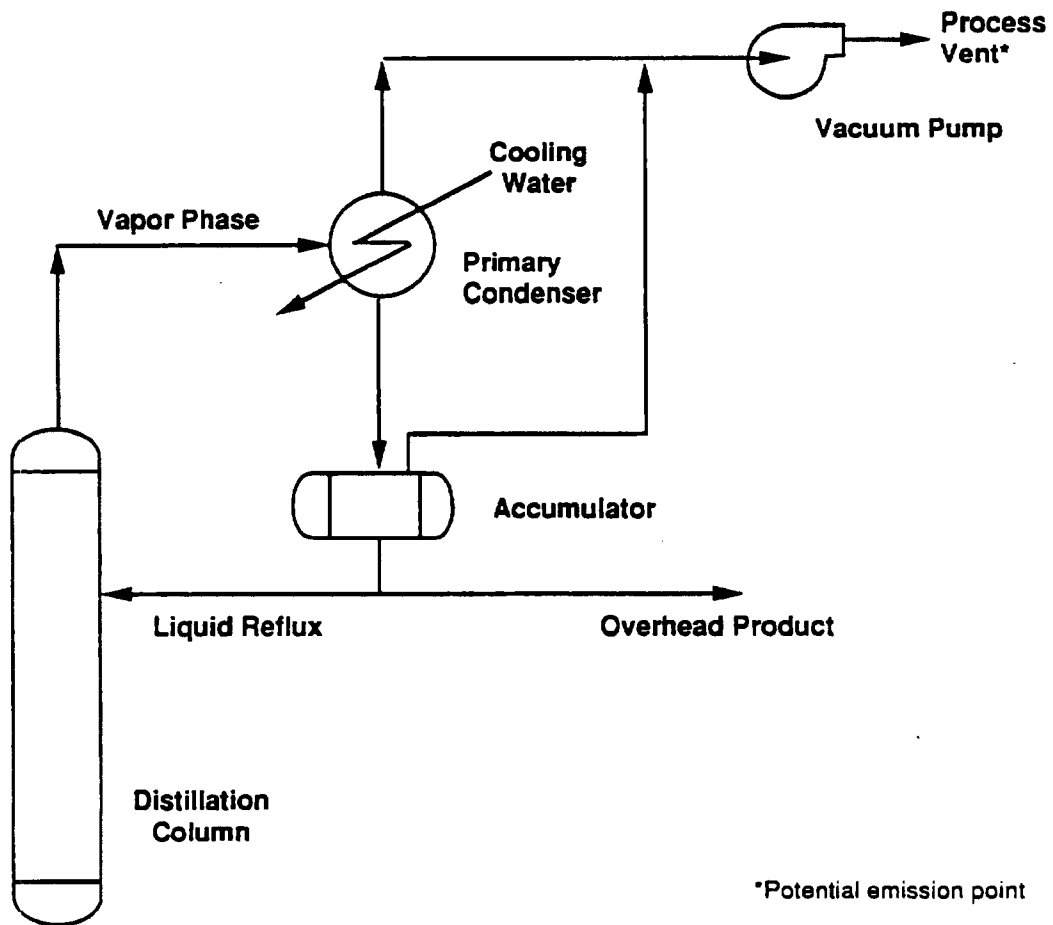 Process
Vent*
Vacuum Pump
Cooling
Water
Vapor Phase
Primary
Condenser
Accumulator
Liquid Reflux
Overhead Product
Distillation
Column
*Potential emission point